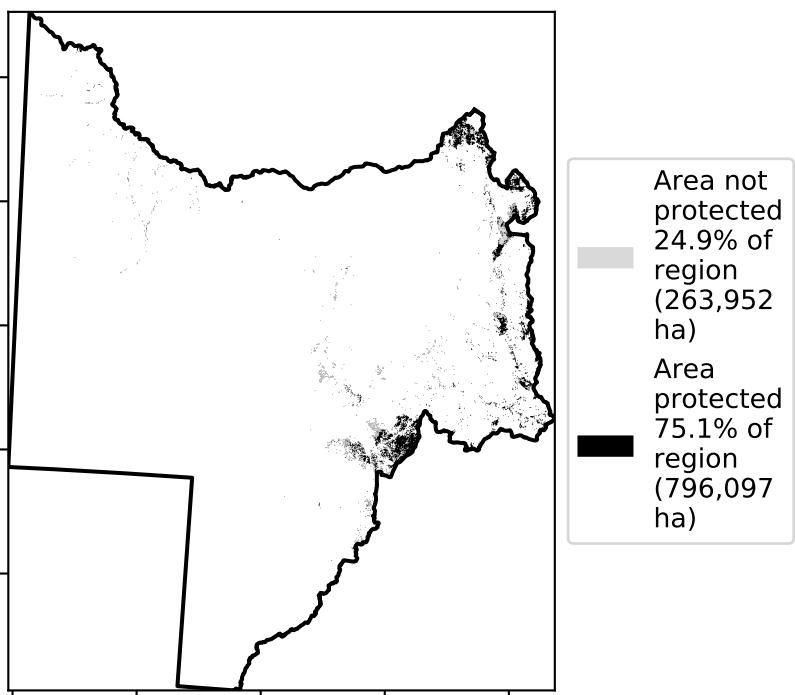 Area not
protected
24.9% of
region
(263,952
ha)
Area
protected
75.1% of
region
(796,097
ha)